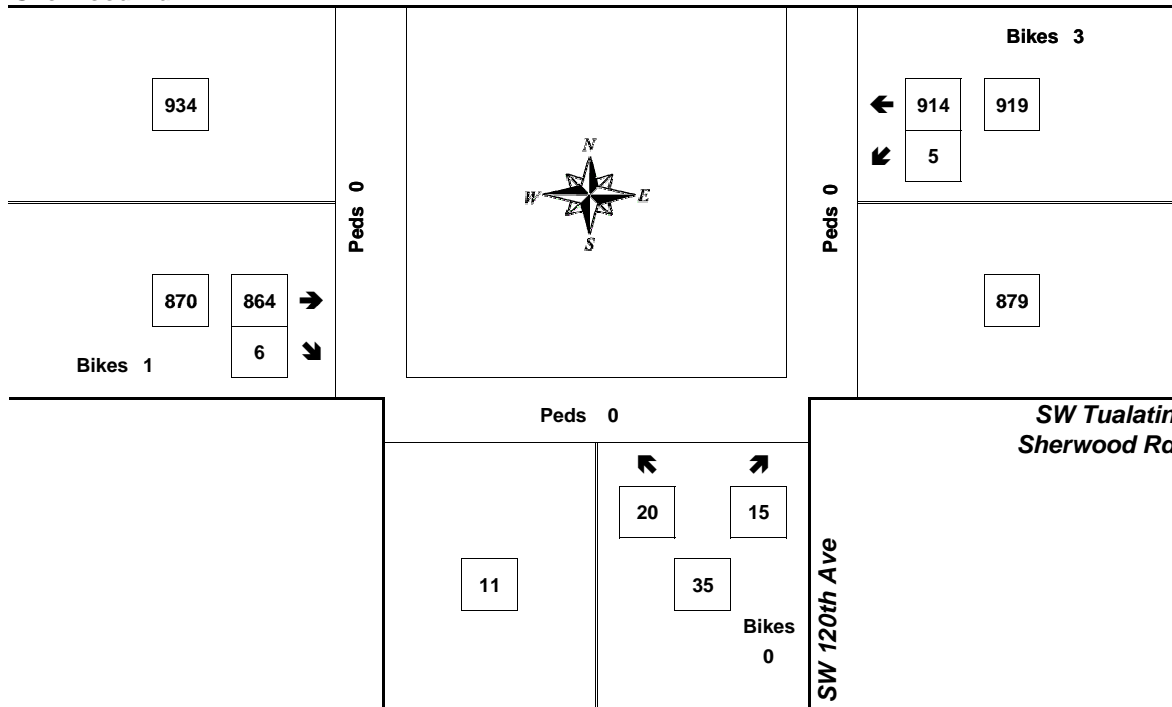 Bikes 3
934
914 919
5
N
W E
S
Peds 0
Peds 0
870 864
6
Bikes 1
879
Peds 0
SW Tualatin
Sherwood Rd
20 15
11 35
Bikes
0
SW 120th Ave